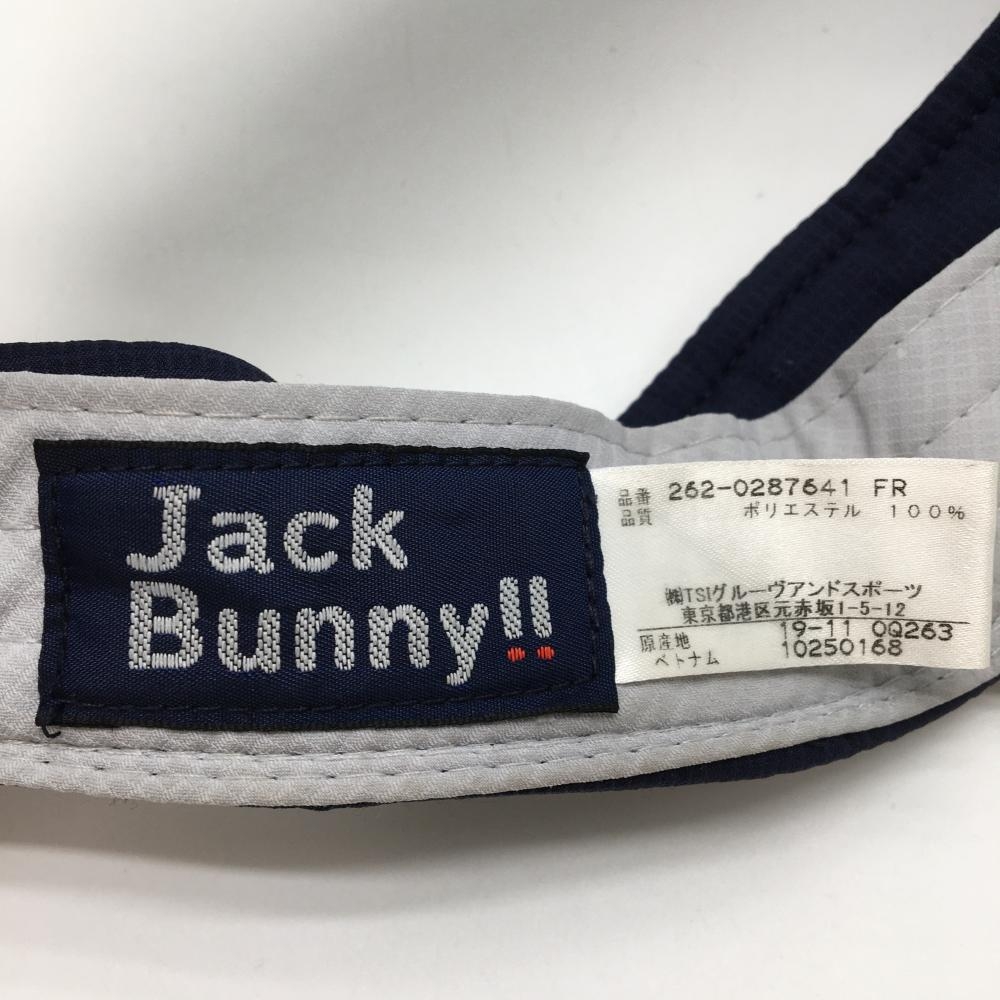 Jack
Bunny!!
品番 262-0287641 FR
品質 ポリエステル 100%
㈱TSIグルーヴアンドスポーツ
東京都港区元赤坂1-5-12
原産地 19-11 0Q263
ベトナム 10250168